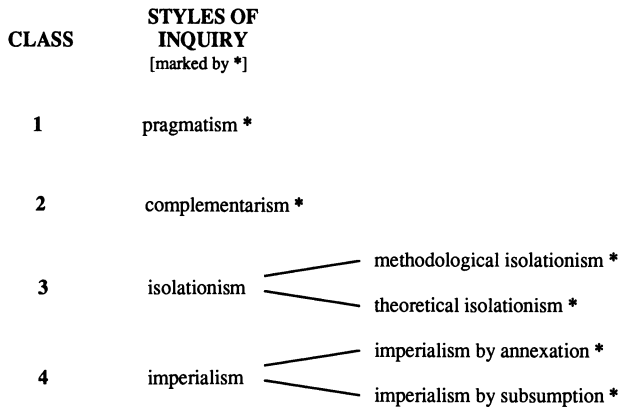 STYLES OF
CLASS INQUIRY
[marked by *]
1 pragmatism *
2 complementarism *
methodological isolationism *
3 isolationism
theoretical isolationism *
imperialism by annexation *
4 imperialism
imperialism by subsumption *